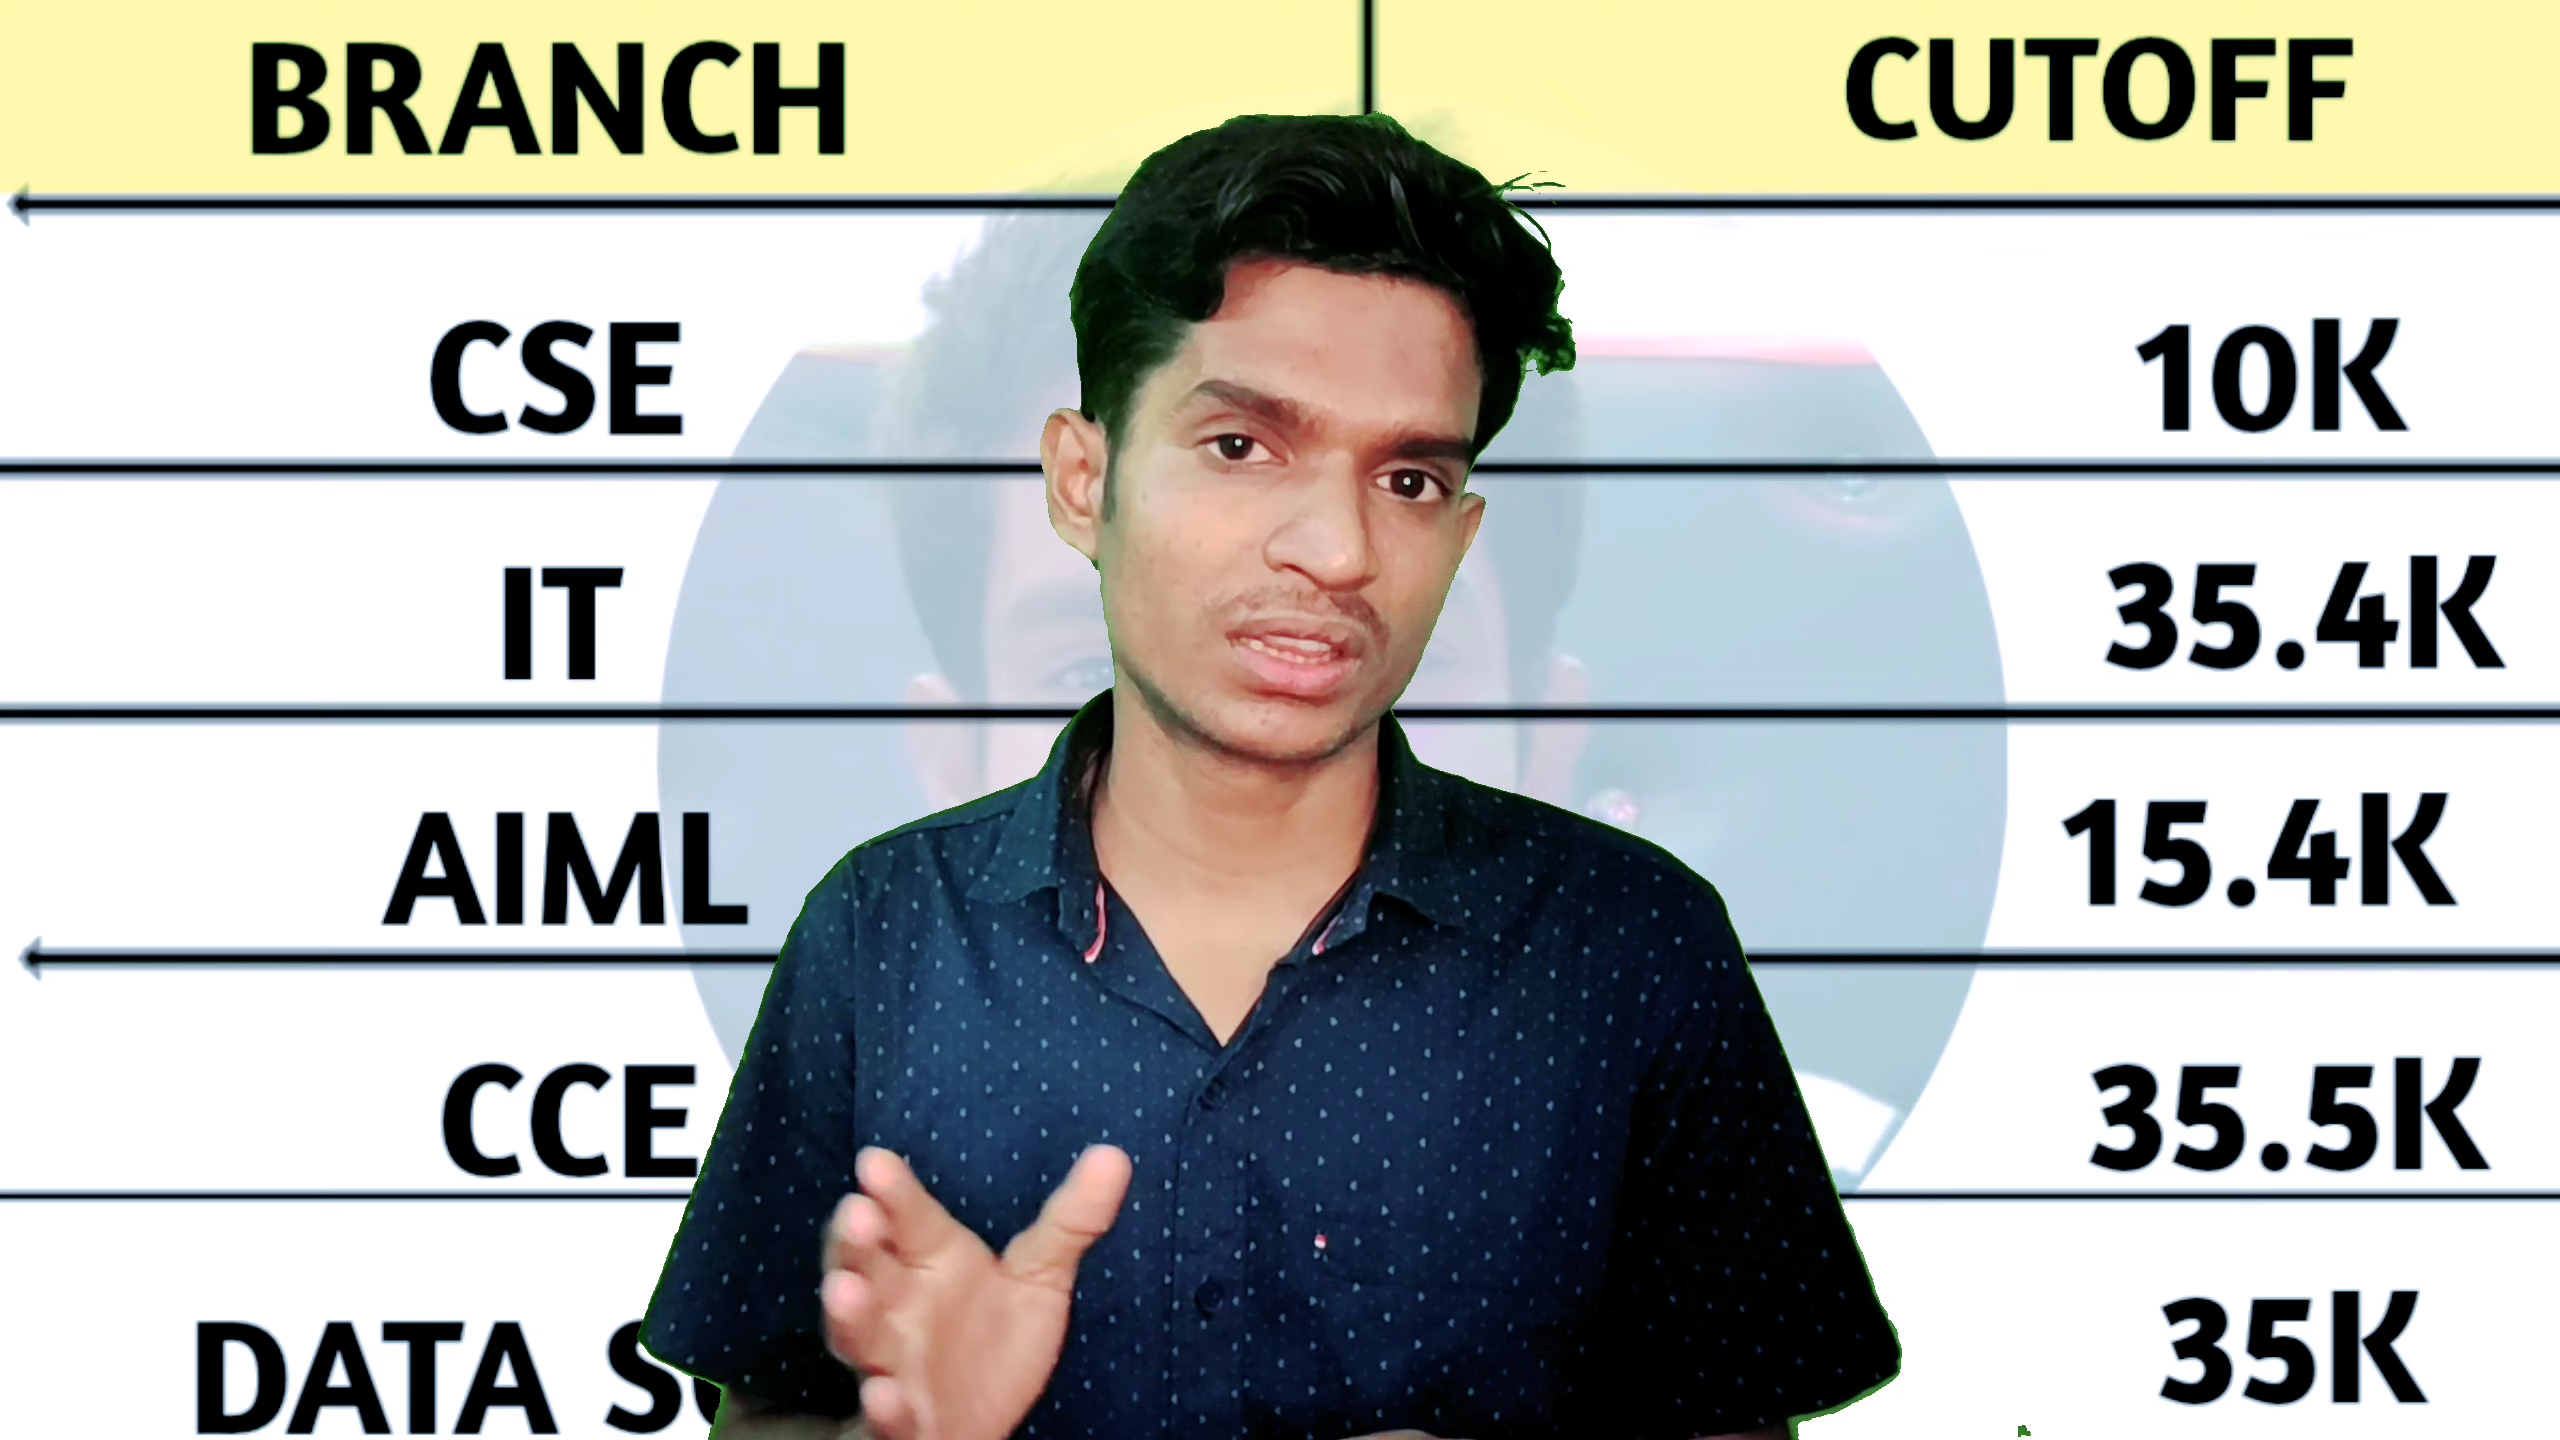 BRANCH CUTOFF
CSE 10K
IT 35.4K
AIML 15.4K
CCE 35.5K
DATA 35K